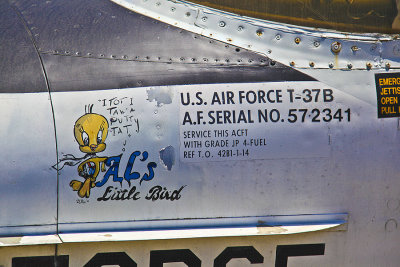 "I TOT I
TAW A
PUTTY
TAT"
AL's
Little Bird
U.S. AIR FORCE T-37B
A.F. SERIAL NO. 57-2341
SERVICE THIS ACFT
WITH GRADE JP 4-FUEL
REF T.O. 42B1-1-14
EMERG
JETTIS
OPEN
PULL